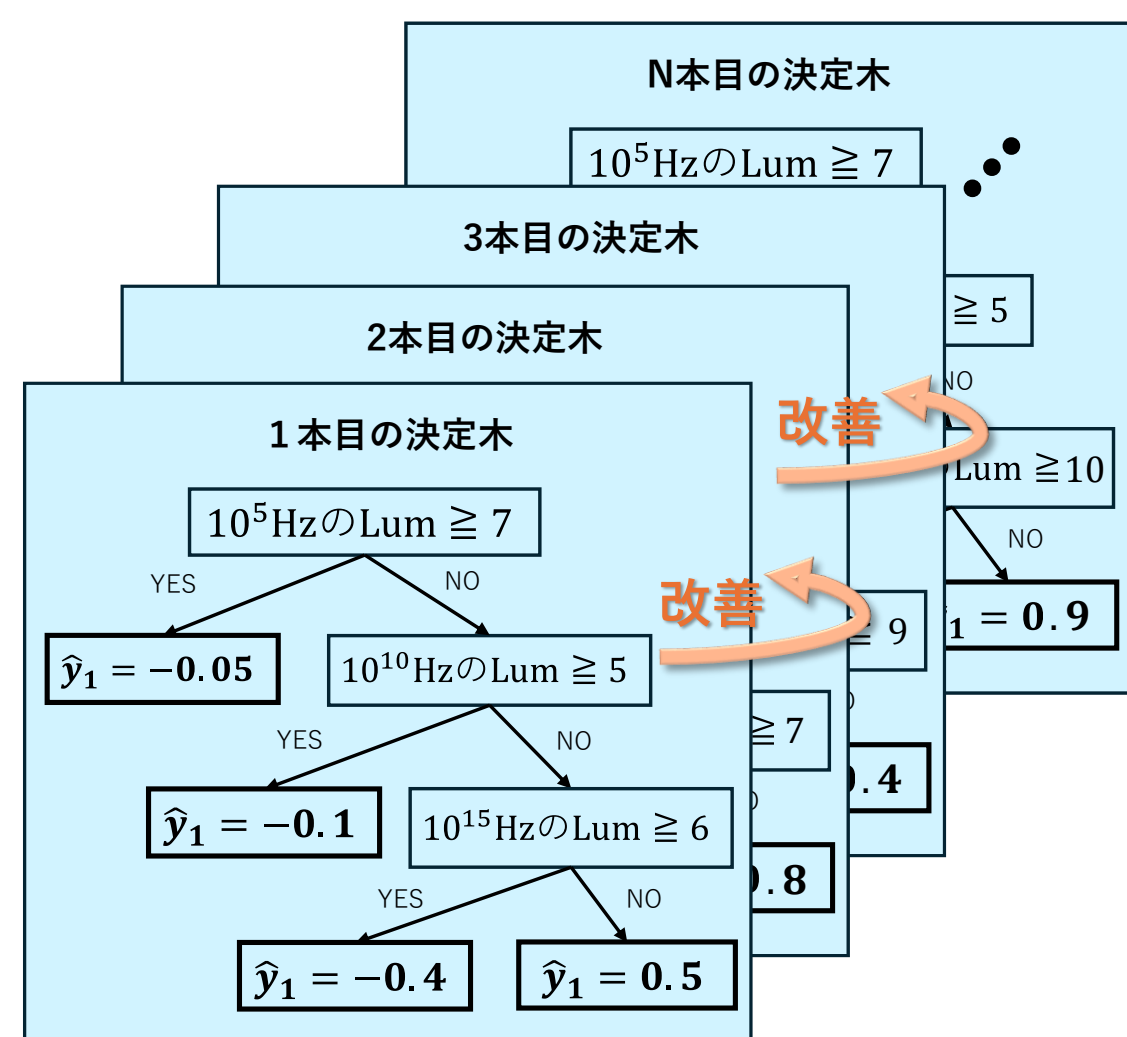 N本目の決定木
10⁵HzのLum ≧ 7
≧ 5
NO
Lum ≧10
NO
₁ = 0.9
3本目の決定木
≧ 9
.4
2本目の決定木
≧ 7
.8
改善
改善
1本目の決定木
10⁵HzのLum ≧ 7
YES
NO
ŷ₁ = −0.05
10¹⁰HzのLum ≧ 5
YES
NO
ŷ₁ = −0.1
10¹⁵HzのLum ≧ 6
YES
NO
ŷ₁ = −0.4
ŷ₁ = 0.5